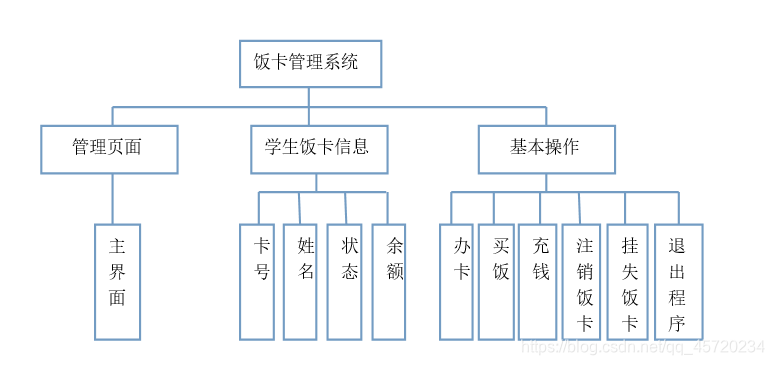 饭卡管理系统
管理页面
学生饭卡信息
基本操作
主界面
卡号
姓名
状态
余额
办卡
买饭
充钱
注销饭卡
挂失饭卡
退出程序
https://blog.csdn.net/qq_45720234